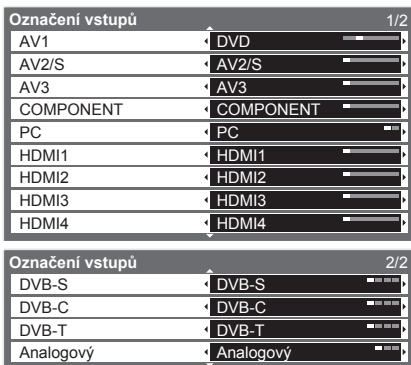 Označení vstupů 1/2
AV1 DVD
AV2/S AV2/S
AV3 AV3
COMPONENT COMPONENT
PC PC
HDMI1 HDMI1
HDMI2 HDMI2
HDMI3 HDMI3
HDMI4 HDMI4
Označení vstupů 2/2
DVB-S DVB-S
DVB-C DVB-C
DVB-T DVB-T
Analogový Analogový